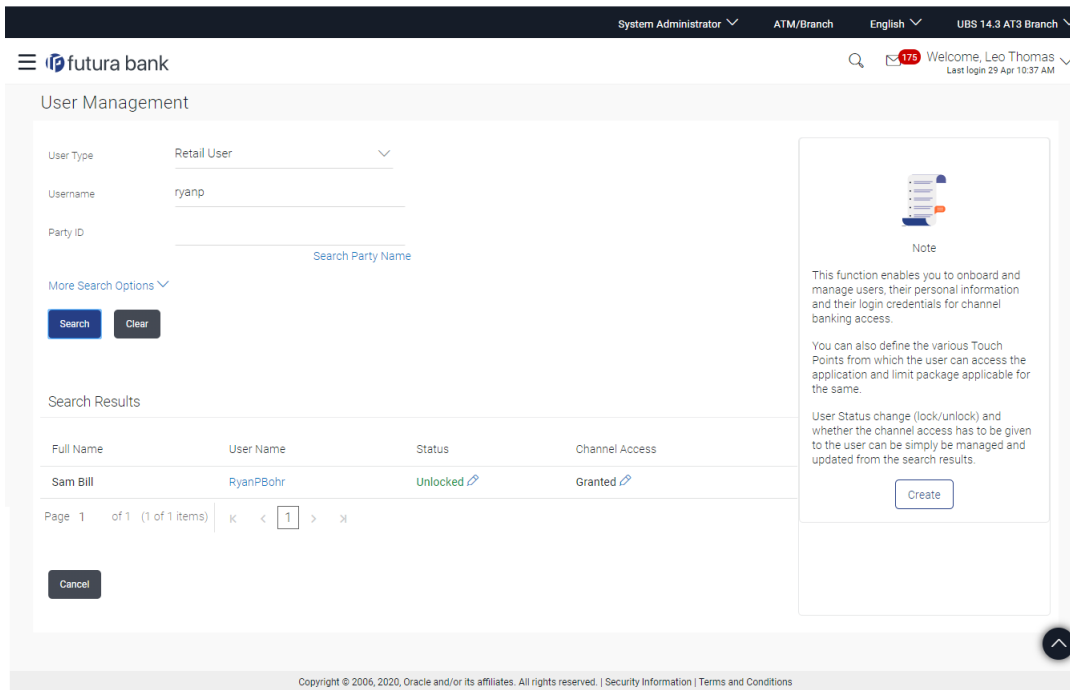 System Administrator ATM/Branch English UBS 14.3 AT3 Branch
futura bank
175
Welcome, Leo Thomas
Last login 29 Apr 10:37 AM
User Management
User Type Retail User
Username ryanp
Party ID
Search Party Name
More Search Options
Search Clear
Search Results
Full Name User Name Status Channel Access
Sam Bill RyanPBohr Unlocked Granted
Page 1 of 1 (1 of 1 items) 1
Cancel
Note
This function enables you to onboard and
manage users, their personal information
and their login credentials for channel
banking access.
You can also define the various Touch
Points from which the user can access the
application and limit package applicable for
the same.
User Status change (lock/unlock) and
whether the channel access has to be given
to the user can be simply be managed and
updated from the search results.
Create
Copyright © 2006, 2020, Oracle and/or its affiliates. All rights reserved. | Security Information | Terms and Conditions